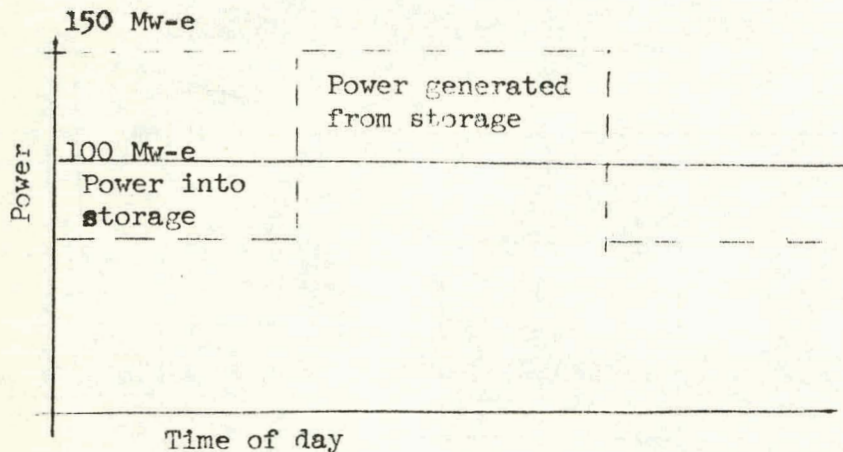 150 Mw-e
Power generated
from storage
100 Mw-e
Power into
storage
Power
Time of day